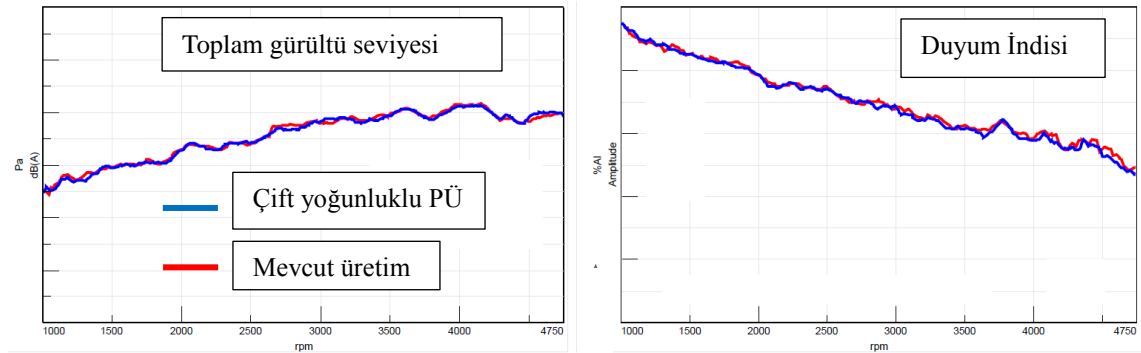 Toplam gürültü seviyesi
Pa
dB(A)
Çift yoğunluklu PÜ
Mevcut üretim
1000 1500 2000 2500 3000 3500 4000 4750
rpm
Duyum İndisi
%AI
Amplitude
1000 1500 2000 2500 3000 3500 4000 4750
rpm